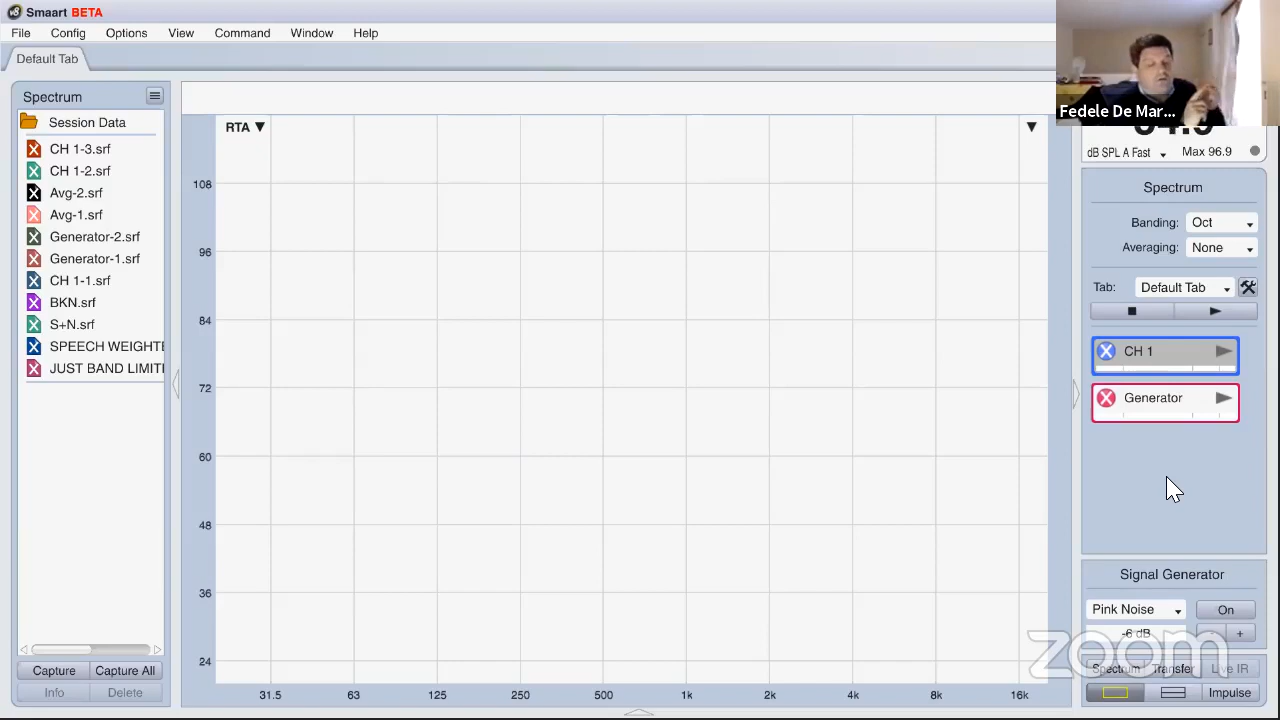 Smaart BETA
File Config Options View Command Window Help
Default Tab
Spectrum
Session Data
CH 1-3.srf
CH 1-2.srf
Avg-2.srf
Avg-1.srf
Generator-2.srf
Generator-1.srf
CH 1-1.srf
BKN.srf
S+N.srf
SPEECH WEIGHTE
JUST BAND LIMIT
Capture Capture All
Info Delete
RTA
108
96
84
72
60
48
36
24
31.5 63 125 250 500 1k 2k 4k 8k 16k
Fedele De Mar...
dB SPL A Fast Max 96.9
Spectrum
Banding: Oct
Averaging: None
Tab: Default Tab
CH 1
Generator
Signal Generator
Pink Noise On
-6 dB - +
zoom
Spectrum Transfer Live IR
Impulse